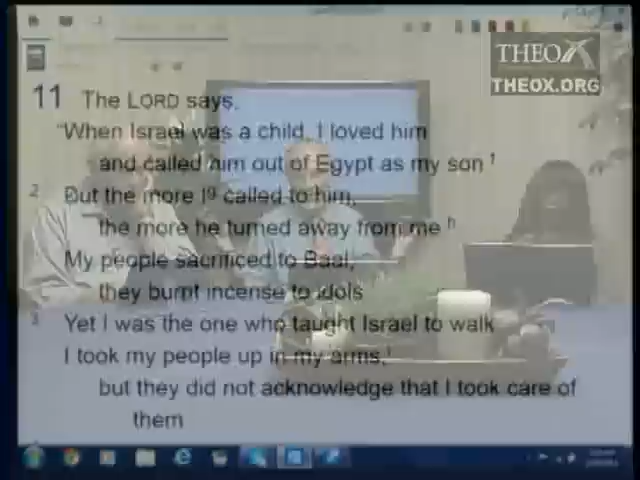 THEOX
THEOX.ORG
11 The LORD says,
"When Israel was a child, I loved him
and called him out of Egypt as my son f
2 But the more I g called to him,
the more he turned away from me h
My people sacrificed to Baal,
they burnt incense to idols
3 Yet I was the one who taught Israel to walk
I took my people up in my arms, i
but they did not acknowledge that I took care of
them